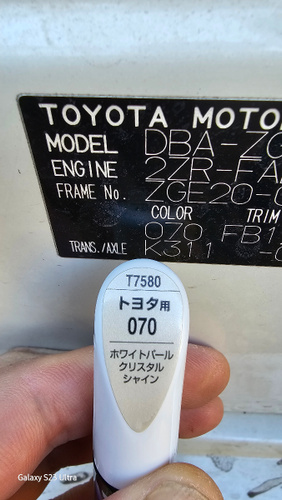 TOYOTA MOTO
MODEL DBA-ZG
ENGINE 2ZR-FA
FRAME No. ZGE20-
COLOR TRIM
070 FB1
TRANS./AXLE K311
T7580
トヨタ用
070
ホワイトパール
クリスタル
シャイン
Galaxy S23 Ultra